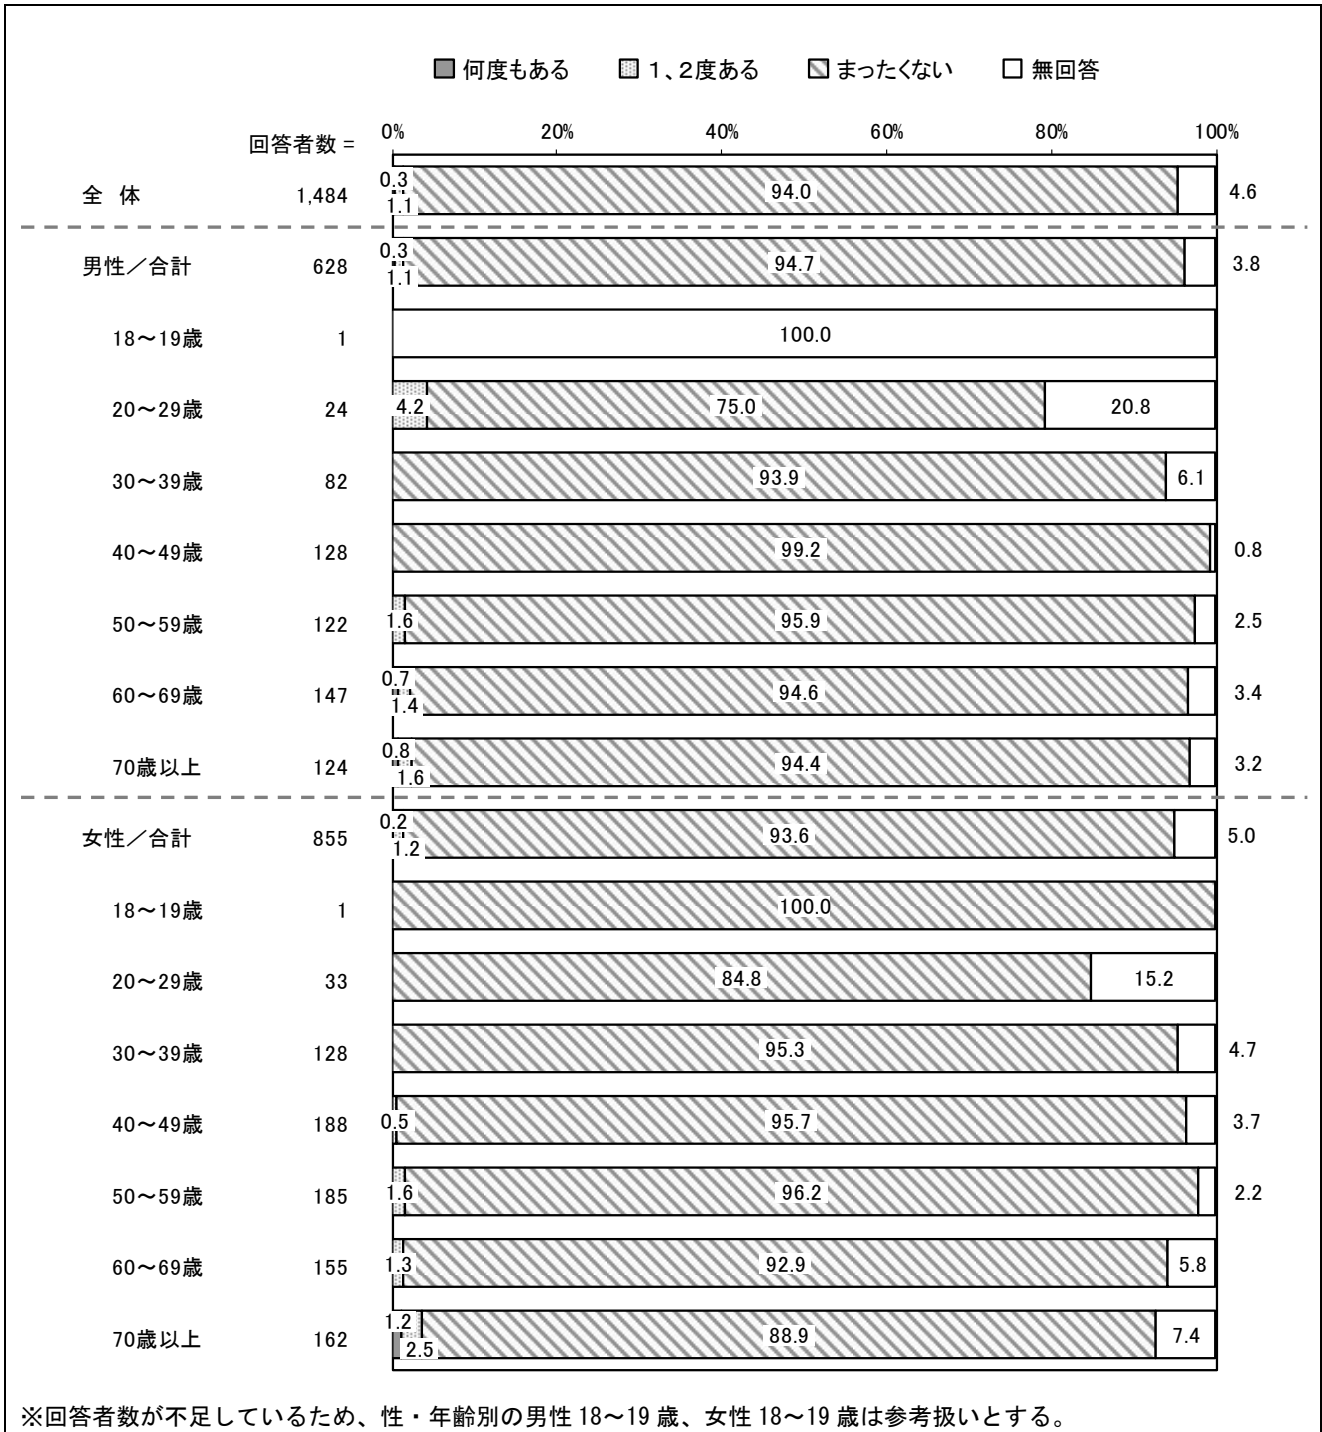 何度もある １、２度ある まったくない 無回答
回答者数 = 0% 20% 40% 60% 80% 100%
全 体 1,484 0.3 1.1 94.0 4.6
男性／合計 628 0.3 1.1 94.7 3.8
18～19歳 1 100.0
20～29歳 24 4.2 75.0 20.8
30～39歳 82 93.9 6.1
40～49歳 128 99.2 0.8
50～59歳 122 1.6 95.9 2.5
60～69歳 147 0.7 1.4 94.6 3.4
70歳以上 124 0.8 1.6 94.4 3.2
女性／合計 855 0.2 1.2 93.6 5.0
18～19歳 1 100.0
20～29歳 33 84.8 15.2
30～39歳 128 95.3 4.7
40～49歳 188 0.5 95.7 3.7
50～59歳 185 1.6 96.2 2.2
60～69歳 155 1.3 92.9 5.8
70歳以上 162 1.2 2.5 88.9 7.4
※回答者数が不足しているため、性・年齢別の男性 18～19 歳、女性 18～19 歳は参考扱いとする。